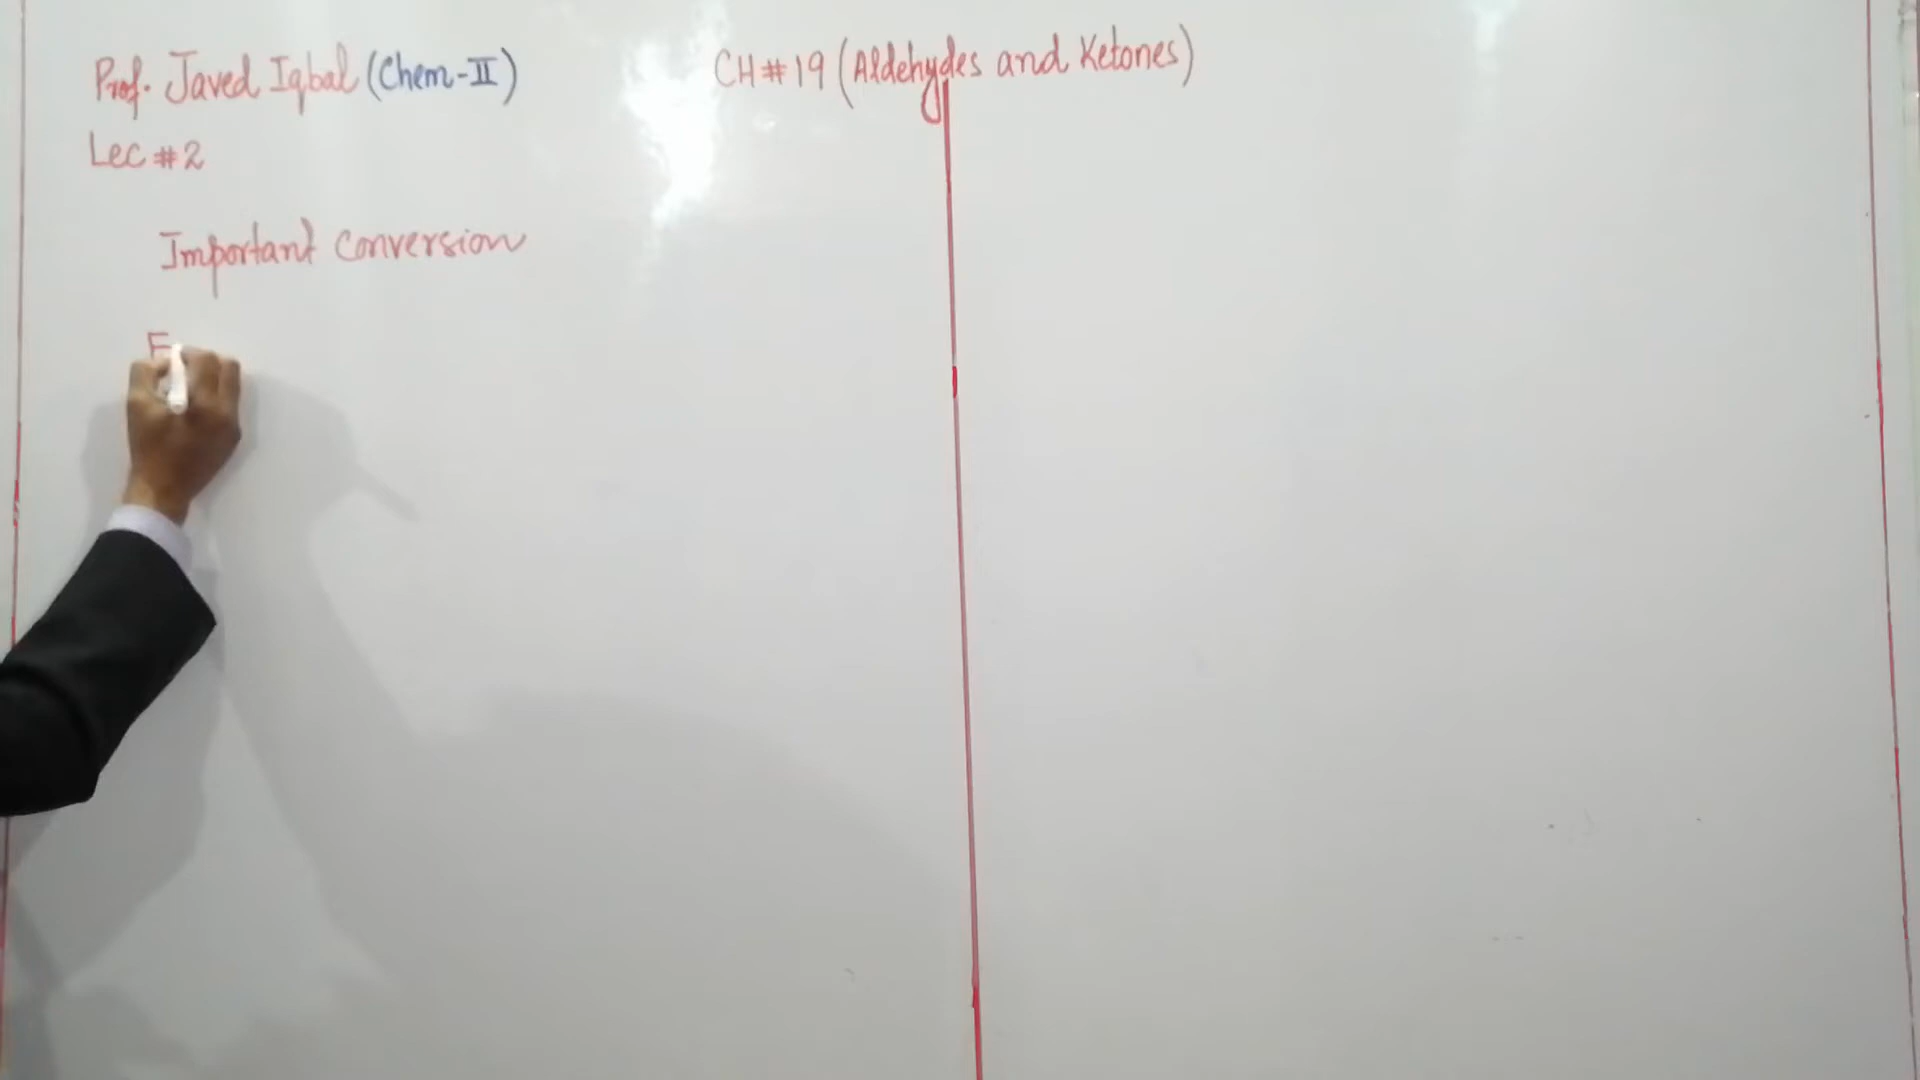 Prof. Javed Iqbal (Chem-II)
CH#19 (Aldehydes and Ketones)
Lec#2
Important Conversion
E